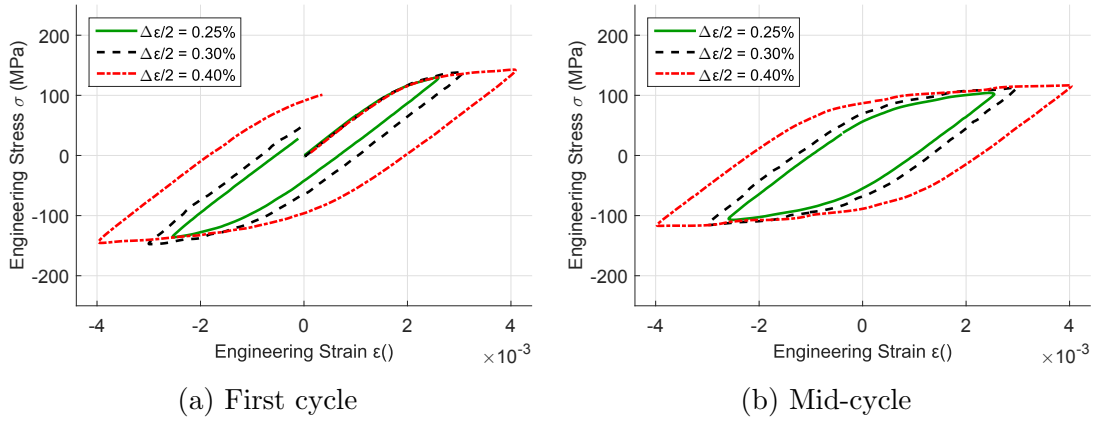 Δε/2 = 0.25%
Δε/2 = 0.30%
Δε/2 = 0.40%
200
100
0
-100
-200
Engineering Stress σ (MPa)
-4 -2 0 2 4
Engineering Strain ε()
×10⁻³
(a) First cycle
Δε/2 = 0.25%
Δε/2 = 0.30%
Δε/2 = 0.40%
200
100
0
-100
-200
Engineering Stress σ (MPa)
-4 -2 0 2 4
Engineering Strain ε()
×10⁻³
(b) Mid-cycle